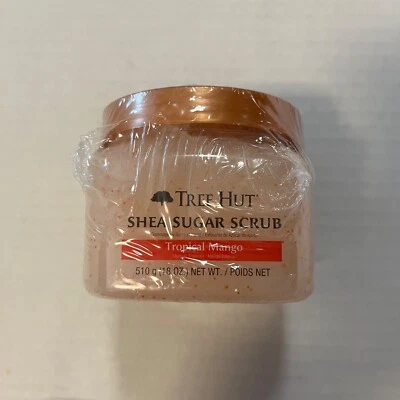 TREE HUT
SHEA SUGAR SCRUB
Tropical Mango
510 g (18 OZ) NET WT. / POIDS NET